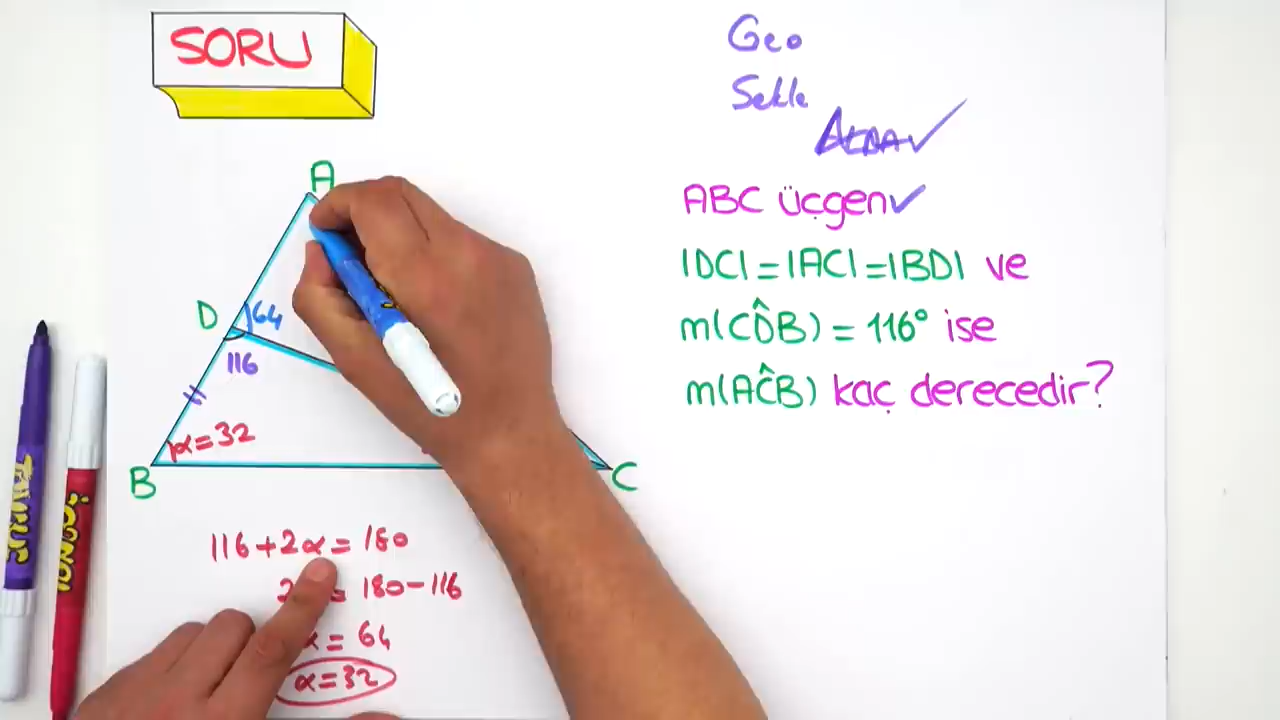 SORU
Geo
Sekle
ABC üçgen✓
|DC| = |AC| = |BD| ve
m(CD̂B) = 116° ise
m(AĈB) kaç derecedir?
A
D
64
116
α=32
B
C
116+2α=180
2 = 180-116
α = 64
α=32